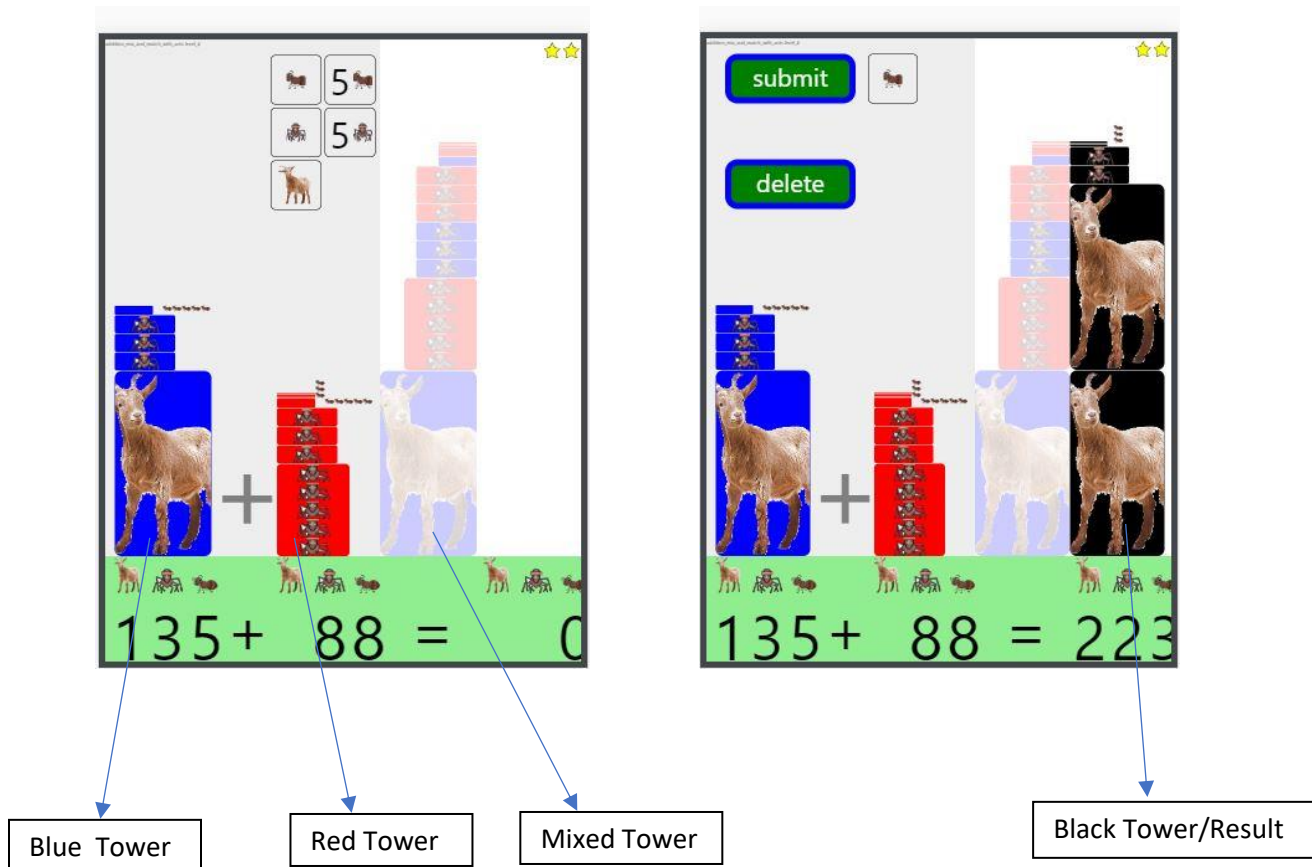 5
5
135+ 88 = 0
submit
delete
135+ 88 = 223
Blue Tower
Red Tower
Mixed Tower
Black Tower/Result